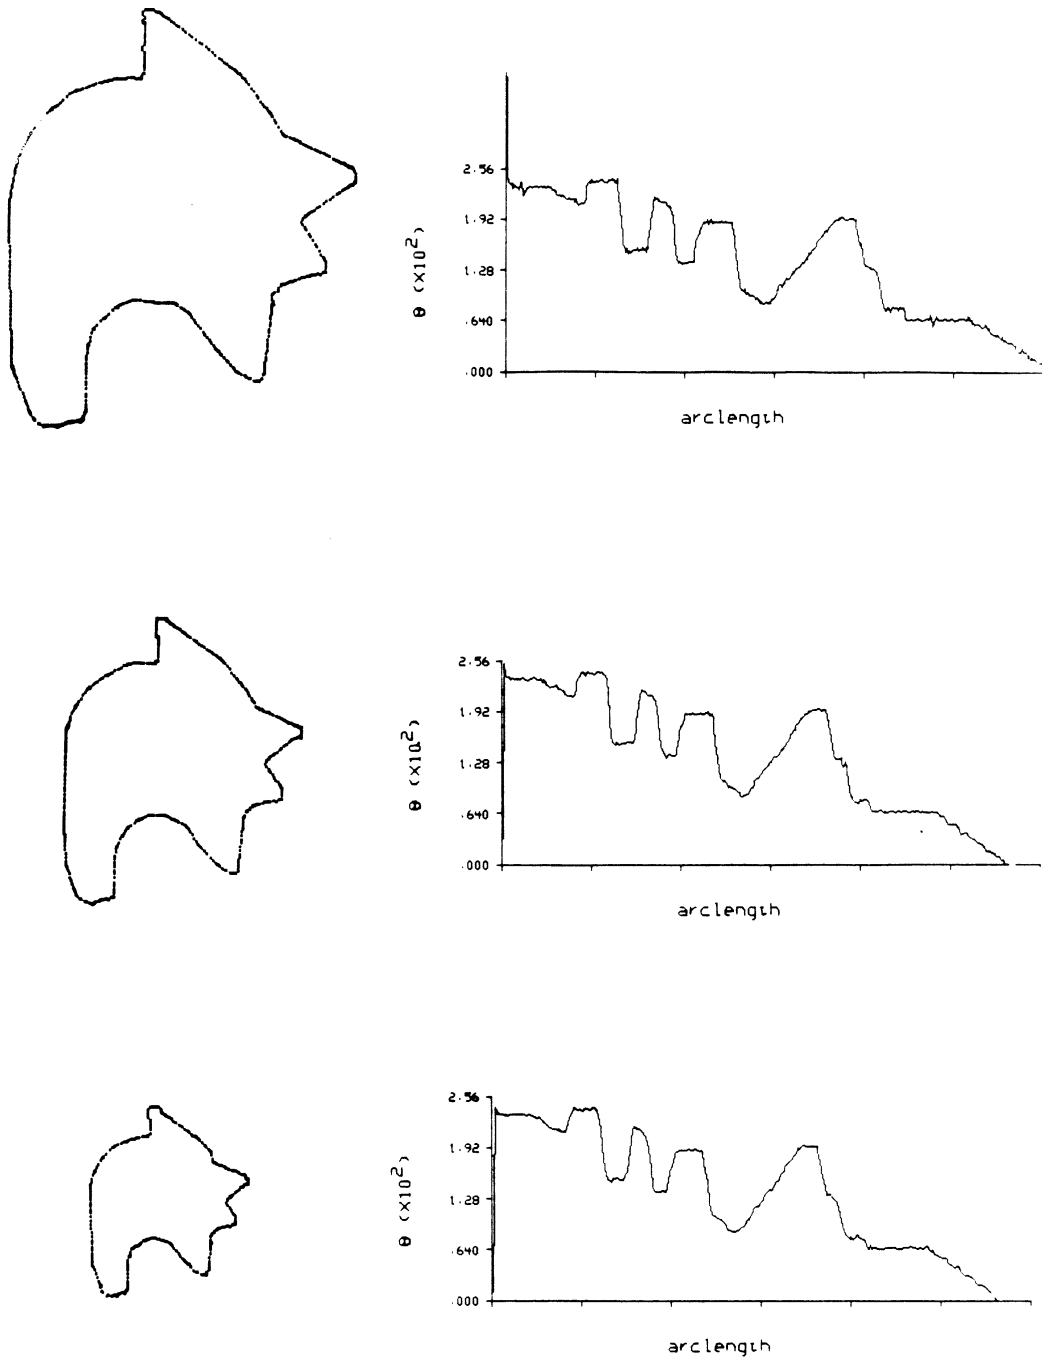 2.56
1.92
1.28
.640
.000
θ (×10²)
arclength
2.56
1.92
1.28
.640
.000
θ (×10²)
arclength
2.56
1.92
1.28
.640
.000
θ (×10²)
arclength